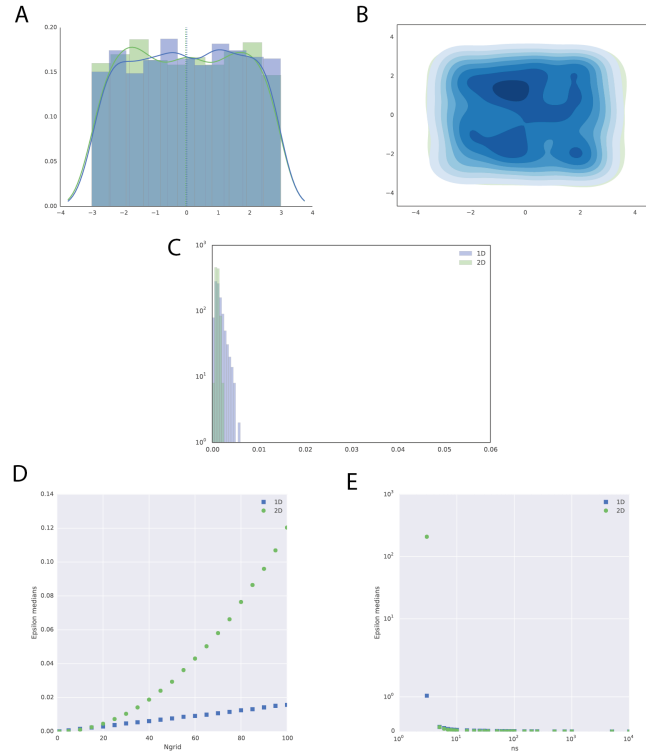 A
0.20
0.15
0.10
0.05
0.00
−4 −3 −2 −1 0 1 2 3 4
B
4
2
0
−2
−4
−4 −2 0 2 4
C
10³
10²
10¹
10⁰
0.00 0.01 0.02 0.03 0.04 0.05 0.06
1D
2D
D
0.14
0.12
0.10
0.08
0.06
0.04
0.02
0.00
0 20 40 60 80 100
Epsilon medians
Ngrid
1D
2D
E
10²
10¹
10⁰
0
10⁰ 10¹ 10² 10³ 10⁴
Epsilon medians
ns
1D
2D